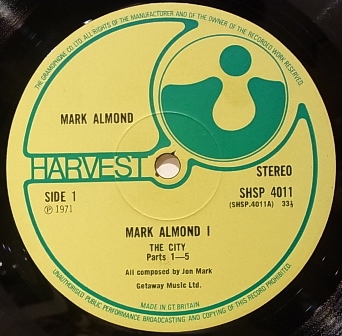 THE GRAMOPHONE CO. LTD. ALL RIGHTS OF THE MANUFACTURER AND OF THE OWNER OF THE RECORDED WORK RESERVED.
MARK ALMOND
HARVEST
STEREO
SIDE 1
Ⓟ 1971
SHSP 4011
(SHSP.4011A) 33⅓
MARK ALMOND I
THE CITY
Parts 1—5
All composed by Jon Mark
Getaway Music Ltd.
MADE IN GT. BRITAIN
UNAUTHORISED PUBLIC PERFORMANCE BROADCASTING AND COPYING OF THIS RECORD PROHIBITED.